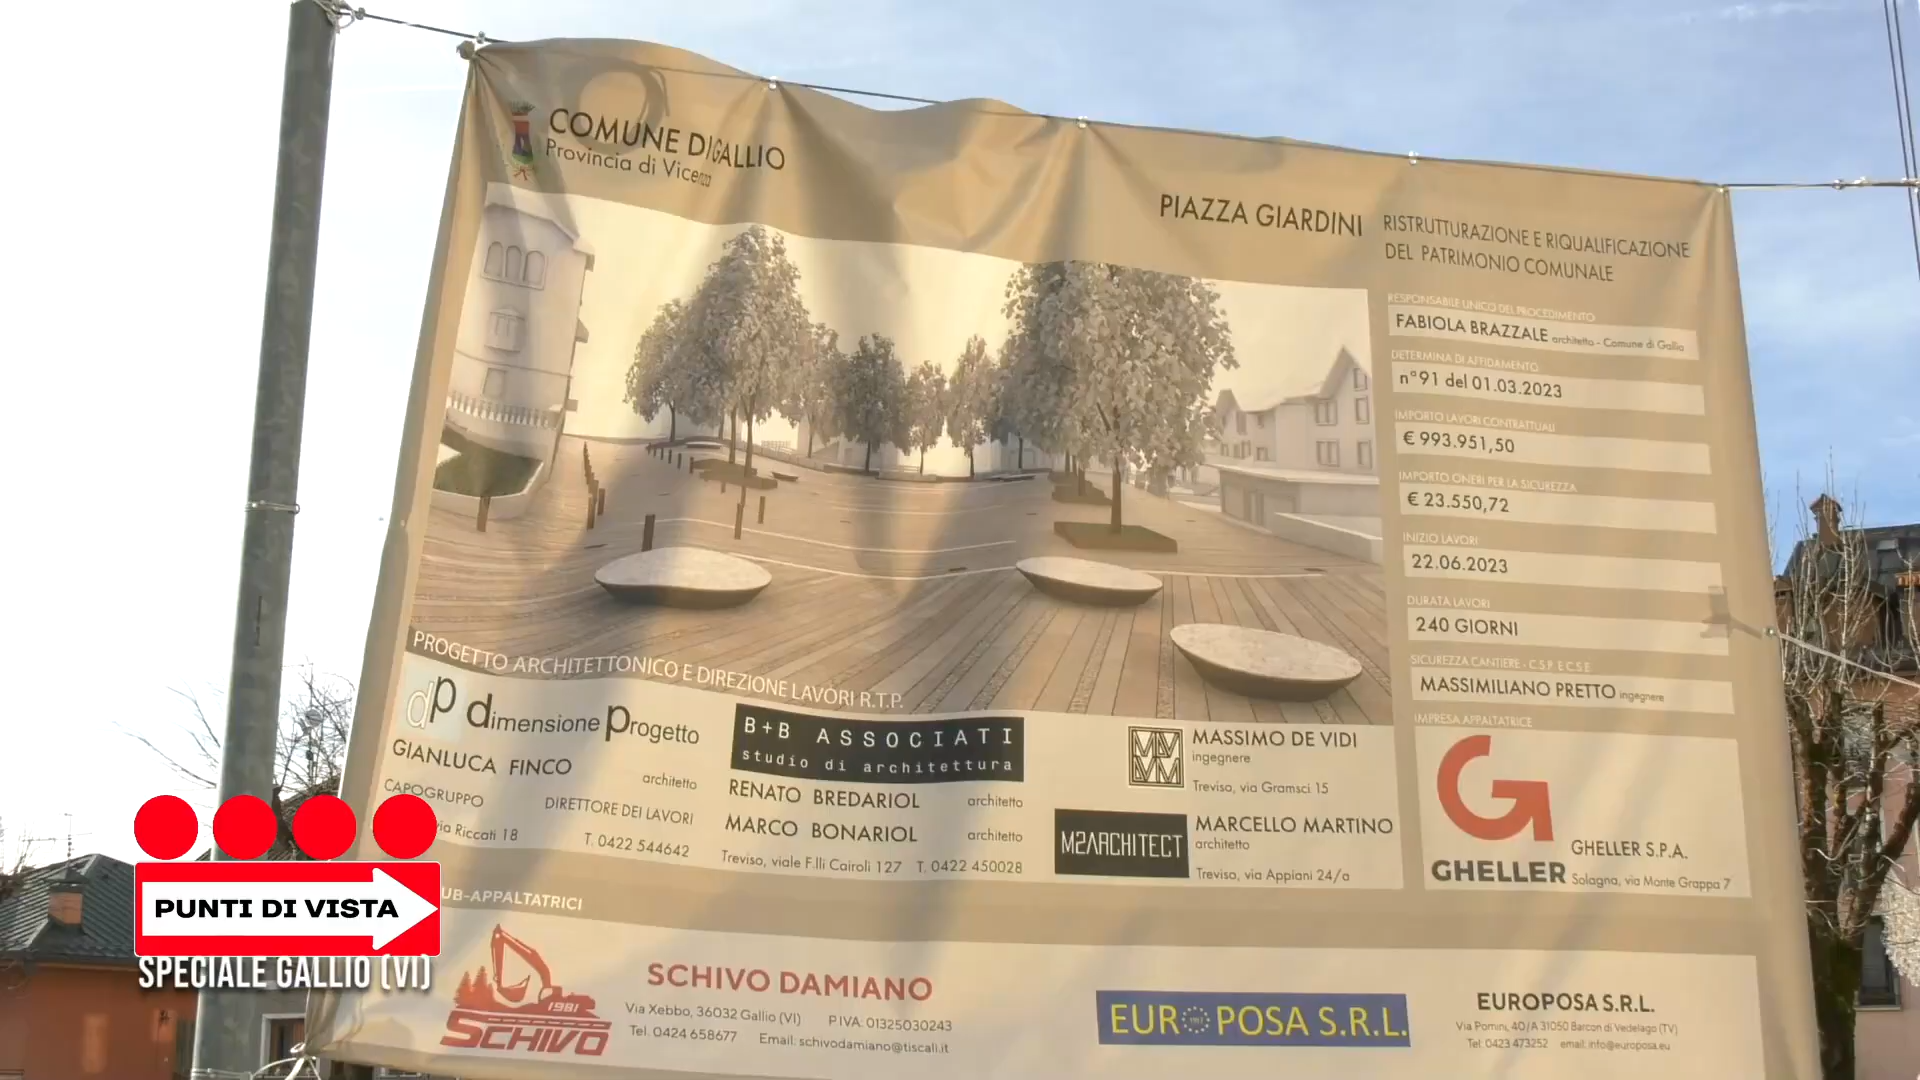 COMUNE DI GALLIO
Provincia di Vicenza
PIAZZA GIARDINI
RISTRUTTURAZIONE E RIQUALIFICAZIONE
DEL PATRIMONIO COMUNALE
RESPONSABILE UNICO DEL PROCEDIMENTO
FABIOLA BRAZZALE architetto - Comune di Gallio
DETERMINA DI AFFIDAMENTO
n°91 del 01.03.2023
IMPORTO LAVORI CONTRATTUALI
€ 993.951,50
IMPORTO ONERI PER LA SICUREZZA
€ 23.550,72
INIZIO LAVORI
22.06.2023
DURATA LAVORI
240 GIORNI
SICUREZZA CANTIERE - C.S.P. E C.S.E
MASSIMILIANO PRETTO ingegnere
IMPRESA APPALTATRICE
GHELLER
GHELLER S.P.A.
Solagna, via Monte Grappa 7
PROGETTO ARCHITETTONICO E DIREZIONE LAVORI R.T.P.
dp dimensione Progetto
GIANLUCA FINCO
architetto
CAPOGRUPPO
DIRETTORE DEI LAVORI
via Riccati 18
T. 0422 544642
B+B ASSOCIATI
studio di architettura
RENATO BREDARIOL architetto
MARCO BONARIOL architetto
Treviso, viale F.lli Cairoli 127 T. 0422 450028
MASSIMO DE VIDI
ingegnere
Treviso, via Gramsci 15
M2ARCHITECT
MARCELLO MARTINO
architetto
Treviso, via Appiani 24/a
UB-APPALTATRICI
1981
SCHIVO
SCHIVO DAMIANO
Via Xebbo, 36032 Gallio (VI) P.IVA: 01325030243
Tel. 0424 658677 Email: schivodamiano@tiscali.it
EUROPOSA S.R.L.
EUROPOSA S.R.L.
Via Pomini, 40/A 31050 Barcon di Vedelago (TV)
Tel: 0423 473252 email: info@europosa.eu
PUNTI DI VISTA
SPECIALE GALLIO (VI)